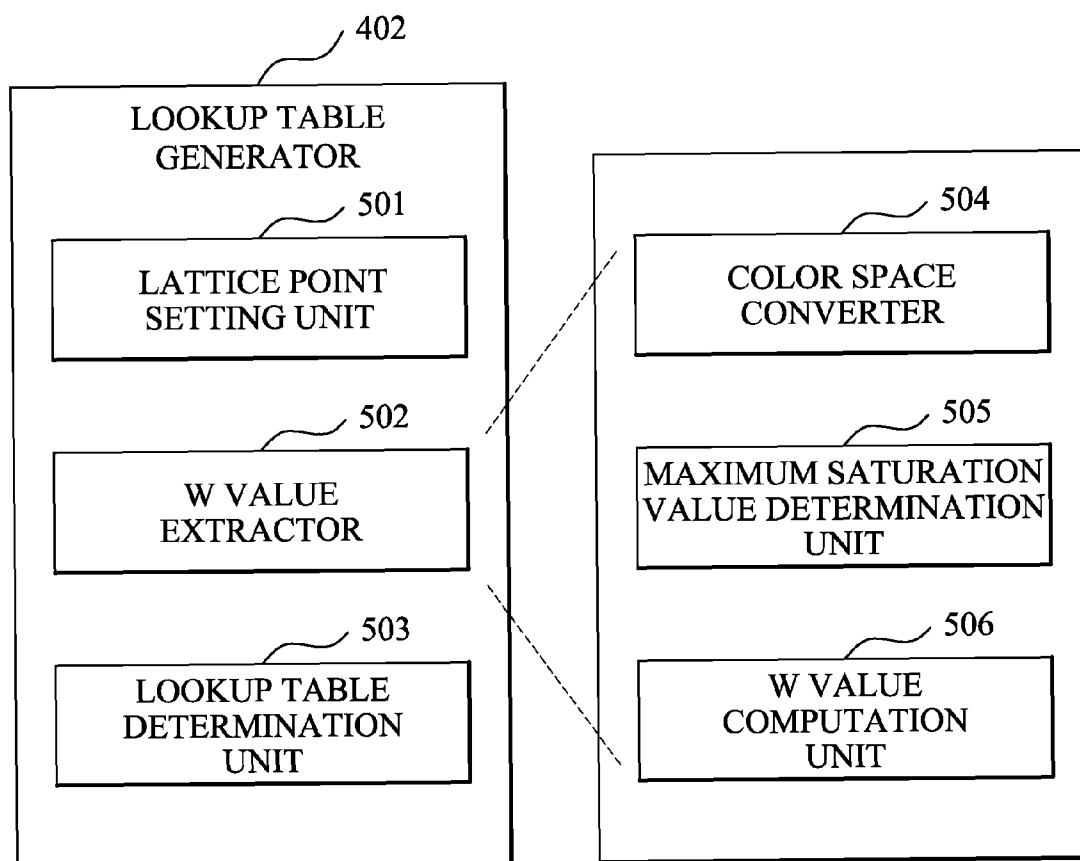 402
LOOKUP TABLE
GENERATOR
501
LATTICE POINT
SETTING UNIT
502
W VALUE
EXTRACTOR
503
LOOKUP TABLE
DETERMINATION
UNIT
504
COLOR SPACE
CONVERTER
505
MAXIMUM SATURATION
VALUE DETERMINATION
UNIT
506
W VALUE
COMPUTATION
UNIT